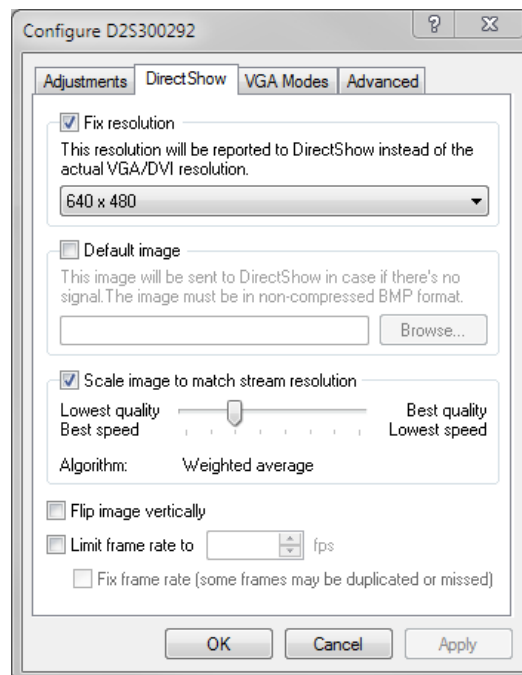 Configure D2S300292
Adjustments DirectShow VGA Modes Advanced
Fix resolution
This resolution will be reported to DirectShow instead of the
actual VGA/DVI resolution.
640 x 480
Default image
This image will be sent to DirectShow in case if there's no
signal.The image must be in non-compressed BMP format.
Browse...
Scale image to match stream resolution
Lowest quality Best quality
Best speed Lowest speed
Algorithm: Weighted average
Flip image vertically
Limit frame rate to fps
Fix frame rate (some frames may be duplicated or missed)
OK Cancel Apply